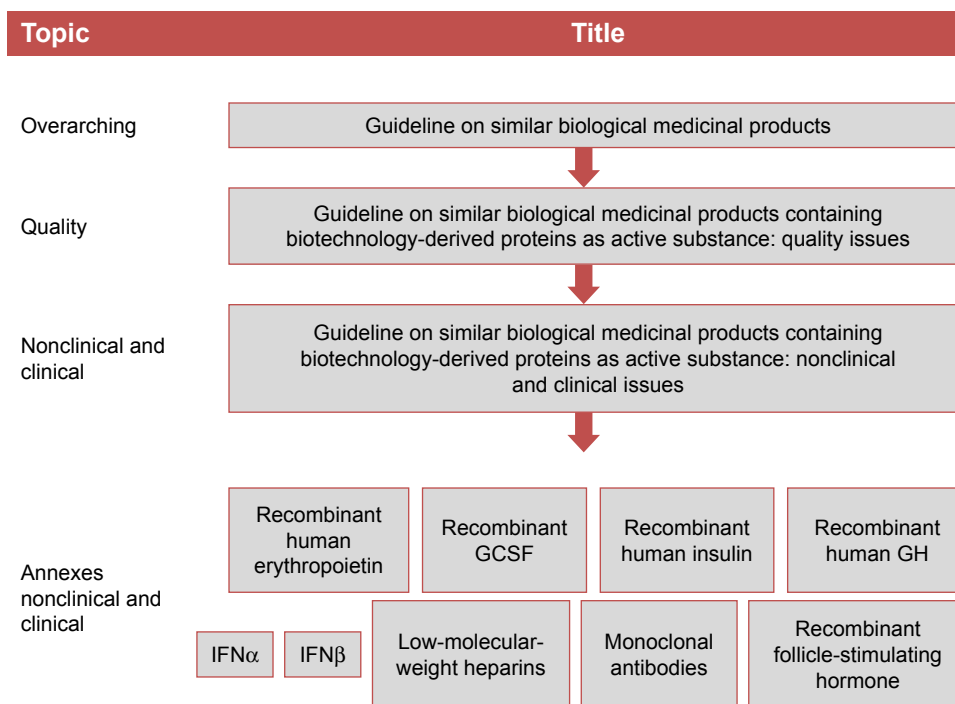 Topic Title
Overarching
Guideline on similar biological medicinal products
Quality
Guideline on similar biological medicinal products containing
biotechnology-derived proteins as active substance: quality issues
Nonclinical and
clinical
Guideline on similar biological medicinal products containing
biotechnology-derived proteins as active substance: nonclinical
and clinical issues
Annexes
nonclinical and
clinical
Recombinant
human
erythropoietin
Recombinant
GCSF
Recombinant
human insulin
Recombinant
human GH
IFNα
IFNβ
Low-molecular-
weight heparins
Monoclonal
antibodies
Recombinant
follicle-stimulating
hormone